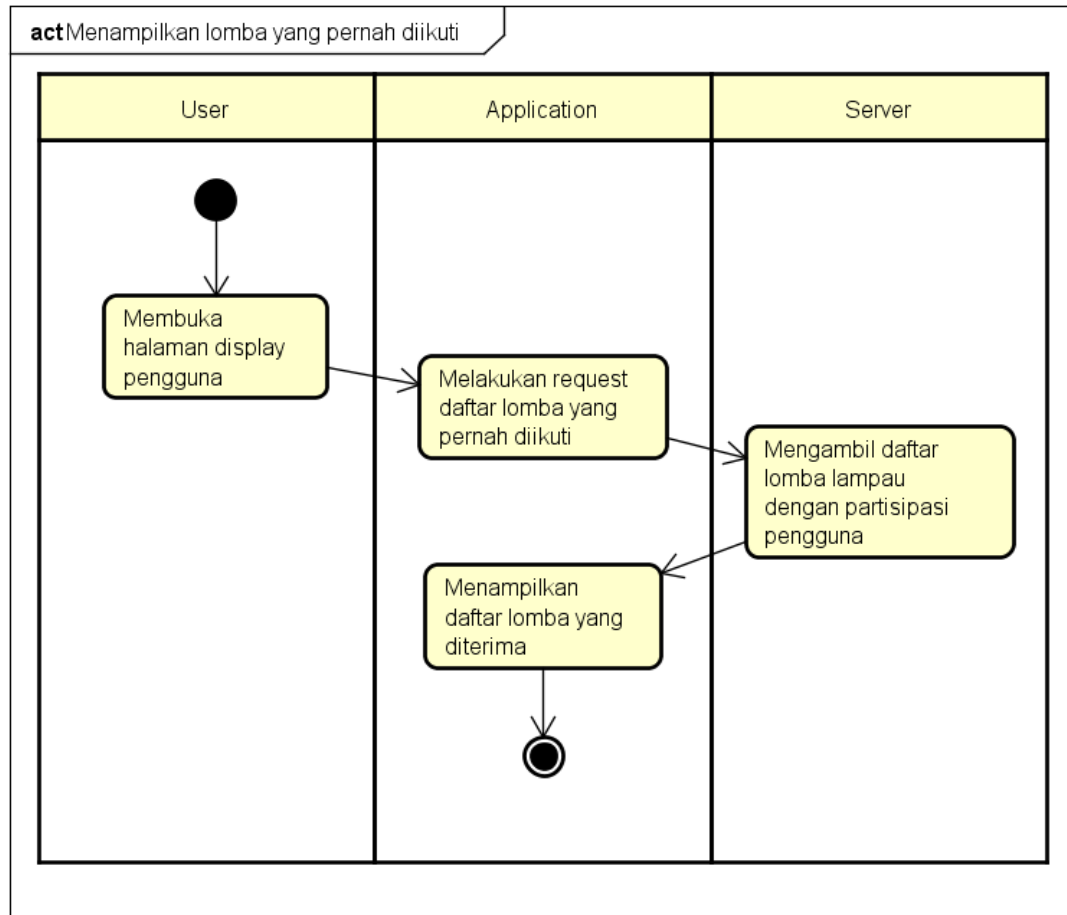 act Menampilkan lomba yang pernah diikuti
User
Application
Server
Membuka
halaman display
pengguna
Melakukan request
daftar lomba yang
pernah diikuti
Mengambil daftar
lomba lampau
dengan partisipasi
pengguna
Menampilkan
daftar lomba yang
diterima